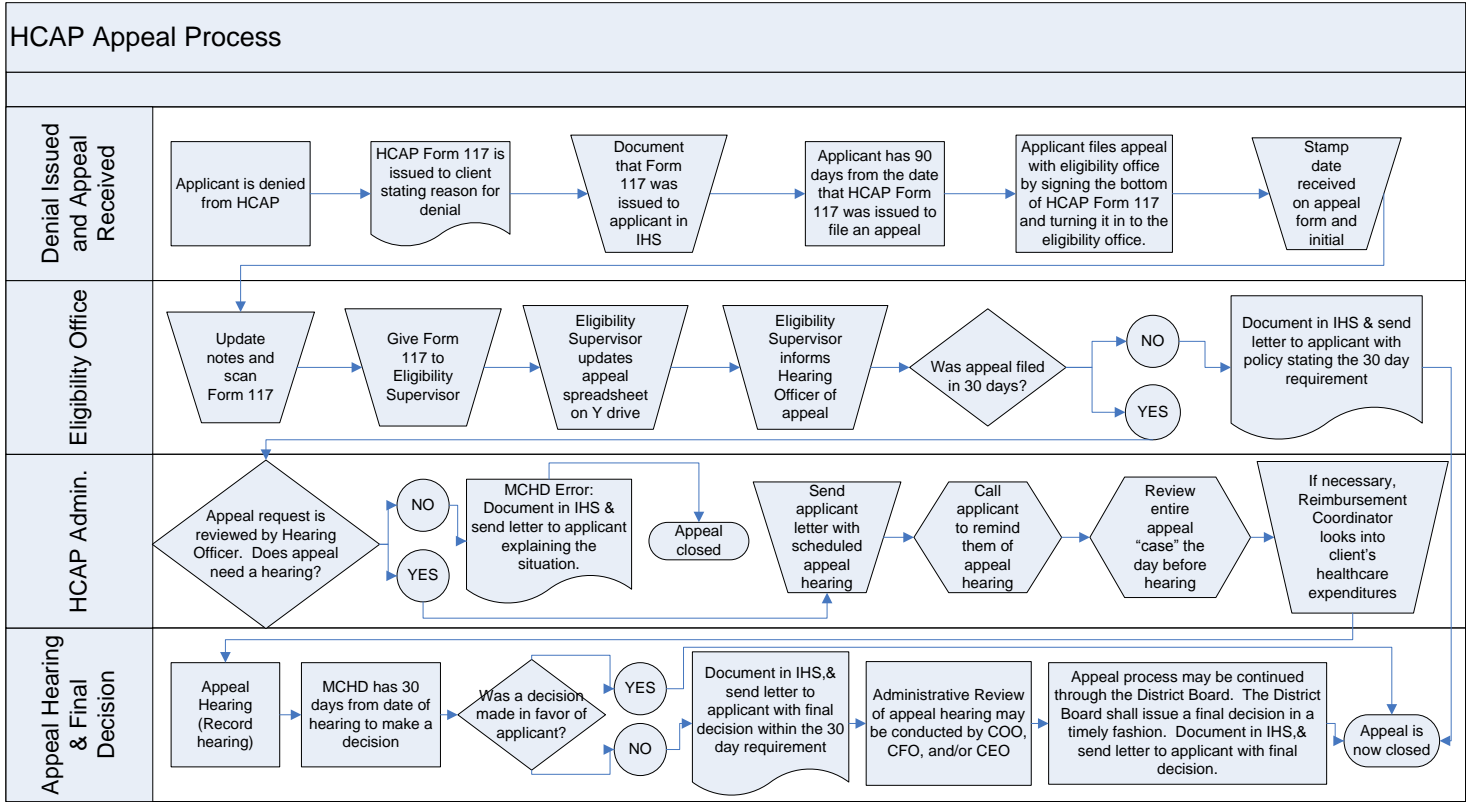 HCAP Appeal Process
Denial Issued
and Appeal
Received
Applicant is denied
from HCAP
HCAP Form 117 is
issued to client
stating reason for
denial
Document
that Form
117 was
issued to
applicant in
IHS
Applicant has 90
days from the date
that HCAP Form
117 was issued to
file an appeal
Applicant files appeal
with eligibility office
by signing the bottom
of HCAP Form 117
and turning it in to the
eligibility office.
Stamp
date
received
on appeal
form and
initial
Eligibility Office
Update
notes and
scan
Form 117
Give Form
117 to
Eligibility
Supervisor
Eligibility
Supervisor
updates
appeal
spreadsheet
on Y drive
Eligibility
Supervisor
informs
Hearing
Officer of
appeal
Was appeal filed
in 30 days?
NO
YES
Document in IHS & send
letter to applicant with
policy stating the 30 day
requirement
HCAP Admin.
Appeal request is
reviewed by Hearing
Officer.  Does appeal
need a hearing?
NO
YES
MCHD Error:
Document in IHS &
send letter to applicant
explaining the
situation.
Appeal
closed
Send
applicant
letter with
scheduled
appeal
hearing
Call
applicant
to remind
them of
appeal
hearing
Review
entire
appeal
“case” the
day before
hearing
If necessary,
Reimbursement
Coordinator
looks into
client’s
healthcare
expenditures
Appeal Hearing
& Final
Decision
Appeal
Hearing
(Record
hearing)
MCHD has 30
days from date of
hearing to make a
decision
Was a decision
made in favor of
applicant?
YES
NO
Document in IHS,&
send letter to
applicant with final
decision within the 30
day requirement
Administrative Review
of appeal hearing may
be conducted by COO,
CFO, and/or CEO
Appeal process may be continued
through the District Board.  The District
Board shall issue a final decision in a
timely fashion.  Document in IHS,&
send letter to applicant with final
decision.
Appeal is
now closed